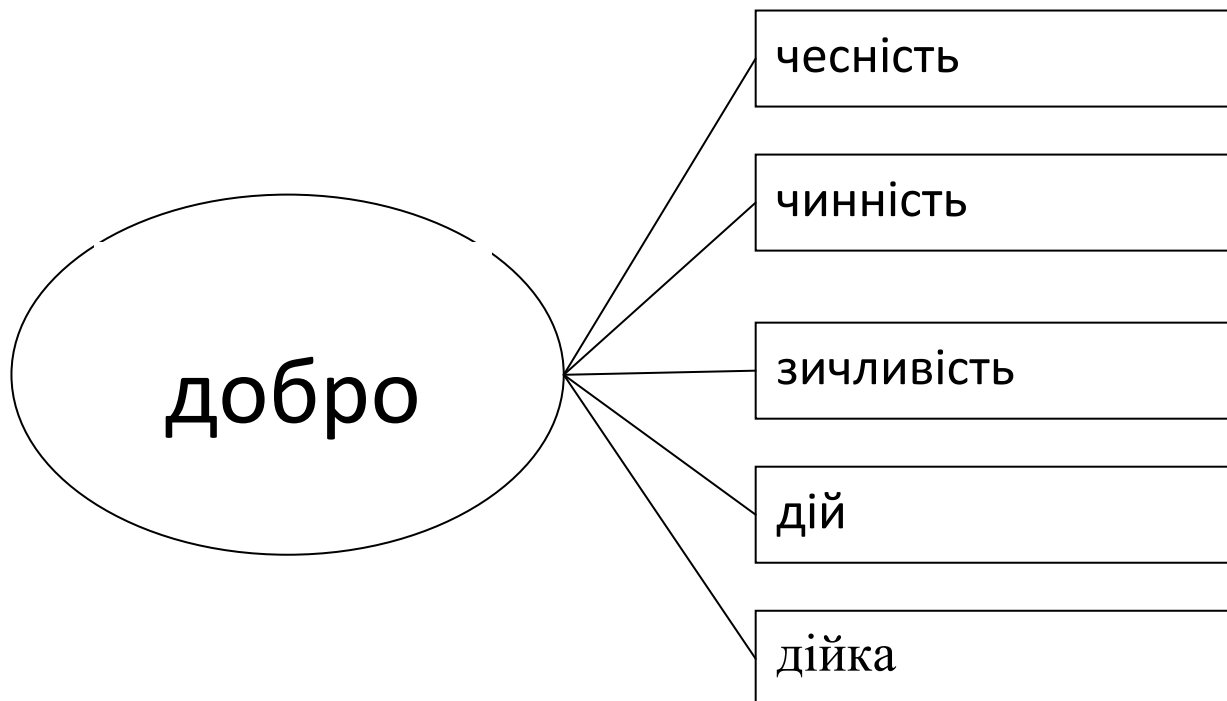 чесність
чинність
зичливість
добро
дій
дійка